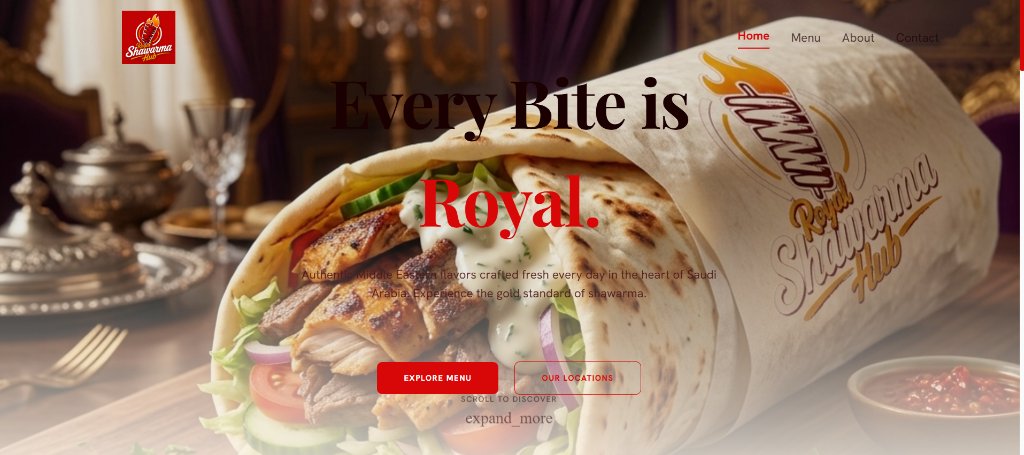 Royal
Shawarma
Hub
Home
Menu
About
Contact
Every Bite is
Royal.
Royal
Shawarma
Hub
Authentic Middle Eastern flavors crafted fresh every day in the heart of Saudi
Arabia. Experience the gold standard of shawarma.
EXPLORE MENU
OUR LOCATIONS
SCROLL TO DISCOVER
expand_more